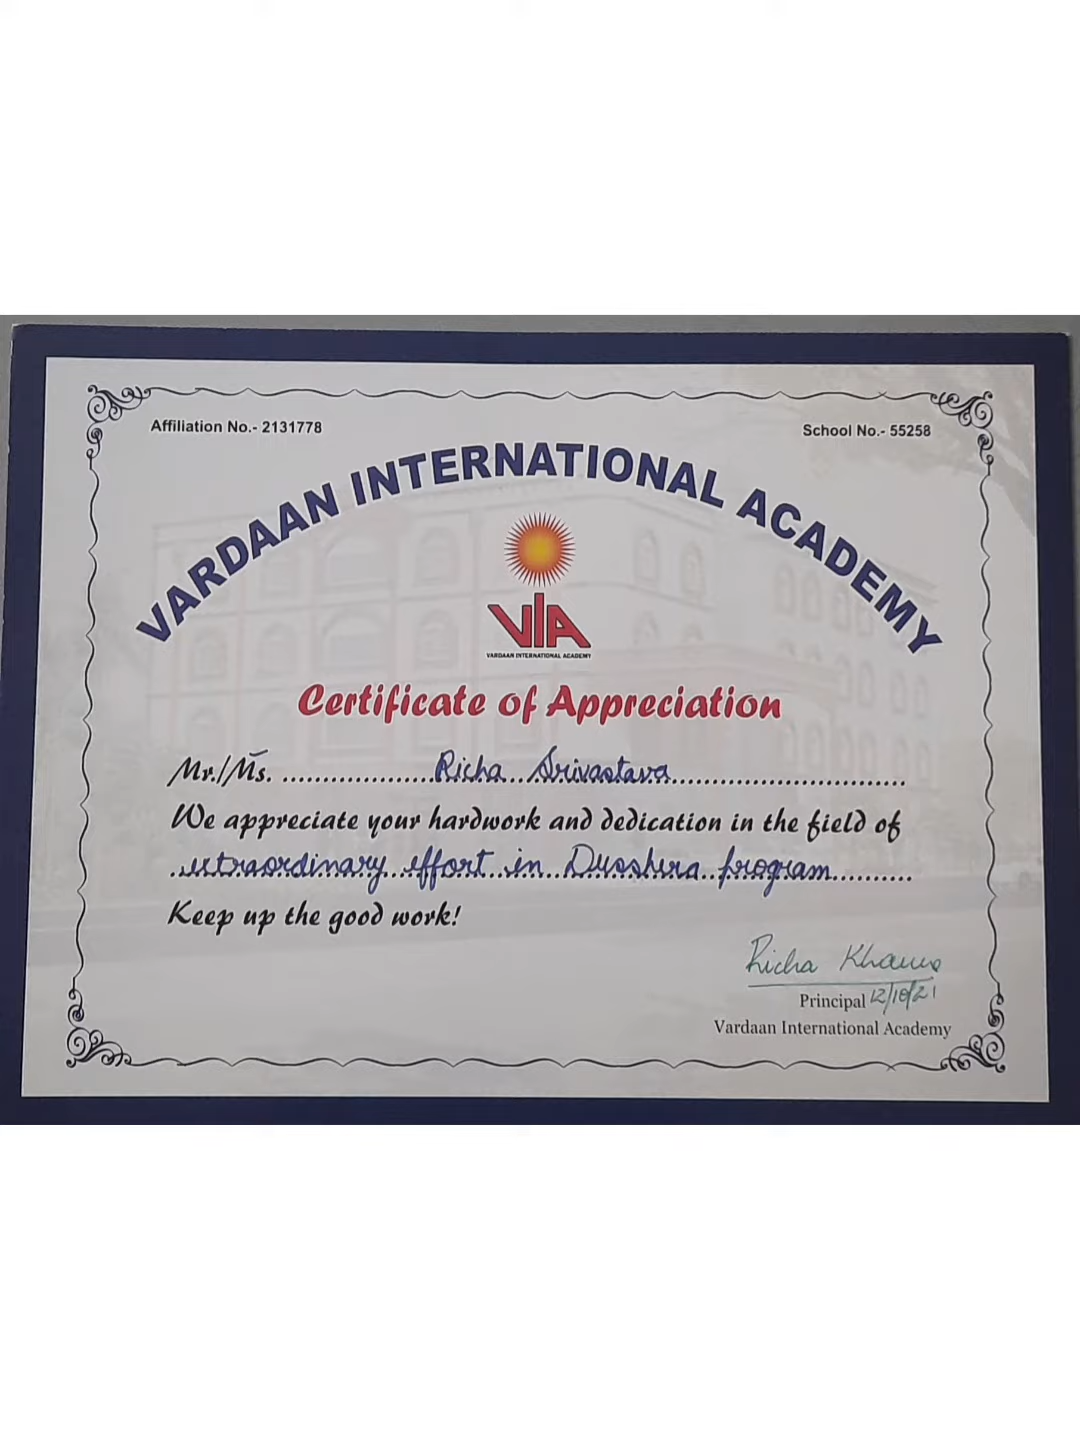 Affiliation No.- 2131778
School No.- 55258
VARDAAN INTERNATIONAL ACADEMY
VIA
VARDAAN INTERNATIONAL ACADEMY
Certificate of Appreciation
Mr./Ms. ...................Richa Srivastava.............................
We appreciate your hardwork and dedication in the field of
extraordinary effort in Dusshera program..........
Keep up the good work!
Richa
Principal 12/10/21
Vardaan International Academy